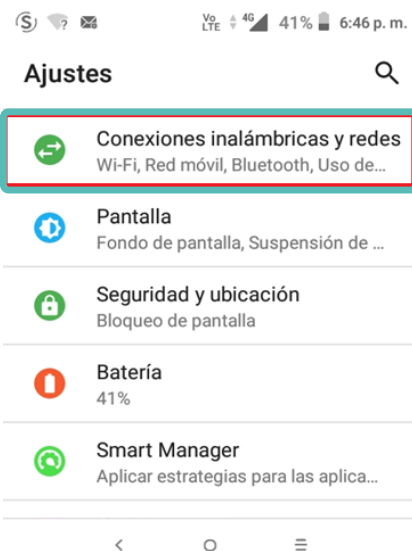 S ? Vo LTE 4G 41% 6:46 p. m.
Ajustes
Conexiones inalámbricas y redes
Wi-Fi, Red móvil, Bluetooth, Uso de...
Pantalla
Fondo de pantalla, Suspensión de ...
Seguridad y ubicación
Bloqueo de pantalla
Batería
41%
Smart Manager
Aplicar estrategias para las aplica...